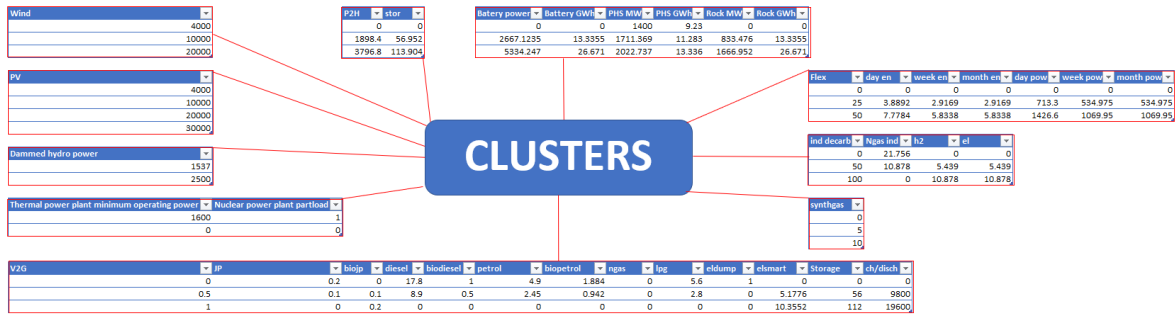 Wind
4000
10000
20000
P2H stor
0 0
1898.4 56.952
3796.8 113.904
Batery power Battery GWh PHS MW PHS GWh Rock MW Rock GWh
0 0 1400 9.23 0 0
2667.1235 13.3355 1711.369 11.283 833.476 13.3355
5334.247 26.671 2022.737 13.336 1666.952 26.671
PV
4000
10000
20000
30000
Flex day en week en month en day pow week pow month pow
0 0 0 0 0 0 0
25 3.8892 2.9169 2.9169 713.3 534.975 534.975
50 7.7784 5.8338 5.8338 1426.6 1069.95 1069.95
CLUSTERS
Dammed hydro power
1537
2500
ind decarb Ngas ind h2 el
0 21.756 0 0
50 10.878 5.439 5.439
100 0 10.878 10.878
Thermal power plant minimum operating power Nuclear power plant partload
1600 1
0 0
synthgas
0
5
10
V2G JP biojp diesel biodiesel petrol biopetrol ngas lpg eldump elsmart Storage ch/disch
0 0.2 0 17.8 1 4.9 1.884 0 5.6 1 0 0 0
0.5 0.1 0.1 8.9 0.5 2.45 0.942 0 2.8 0 5.1776 56 9800
1 0 0.2 0 0 0 0 0 0 0 10.3552 112 19600